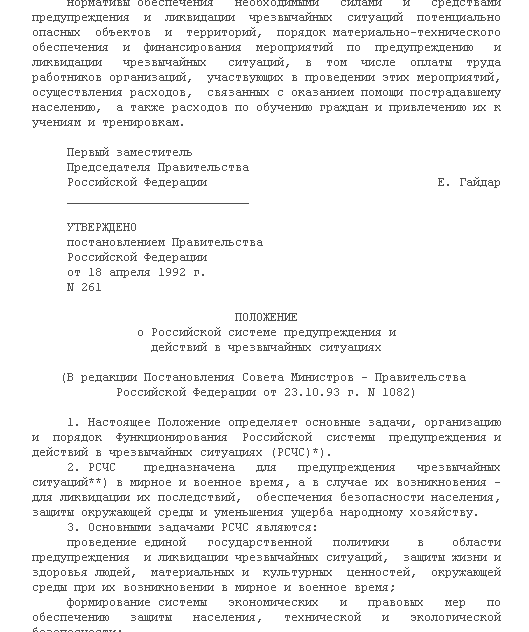 нормативы обеспечения необходимыми силами и средствами
предупреждения и ликвидации чрезвычайных ситуаций потенциально
опасных объектов и территорий, порядок материально-технического
обеспечения и финансирования мероприятий по предупреждению и
ликвидации чрезвычайных ситуаций, в том числе оплаты труда
работников организаций, участвующих в проведении этих мероприятий,
осуществления расходов, связанных с оказанием помощи пострадавшему
населению, а также расходов по обучению граждан и привлечению их к
учениям и тренировкам.
Первый заместитель
Председателя Правительства
Российской Федерации Е. Гайдар
__________________________
УТВЕРЖДЕНО
постановлением Правительства
Российской Федерации
от 18 апреля 1992 г.
N 261
ПОЛОЖЕНИЕ
о Российской системе предупреждения и
действий в чрезвычайных ситуациях
(В редакции Постановления Совета Министров - Правительства
Российской Федерации от 23.10.93 г. N 1082)
1. Настоящее Положение определяет основные задачи, организацию
и порядок функционирования Российской системы предупреждения и
действий в чрезвычайных ситуациях (РСЧС)*).
2. РСЧС предназначена для предупреждения чрезвычайных
ситуаций**) в мирное и военное время, а в случае их возникновения -
для ликвидации их последствий, обеспечения безопасности населения,
защиты окружающей среды и уменьшения ущерба народному хозяйству.
3. Основными задачами РСЧС являются:
проведение единой государственной политики в области
предупреждения и ликвидации чрезвычайных ситуаций, защиты жизни и
здоровья людей, материальных и культурных ценностей, окружающей
среды при их возникновении в мирное и военное время;
формирование системы экономических и правовых мер по
обеспечению защиты населения, технической и экологической
безопасности;